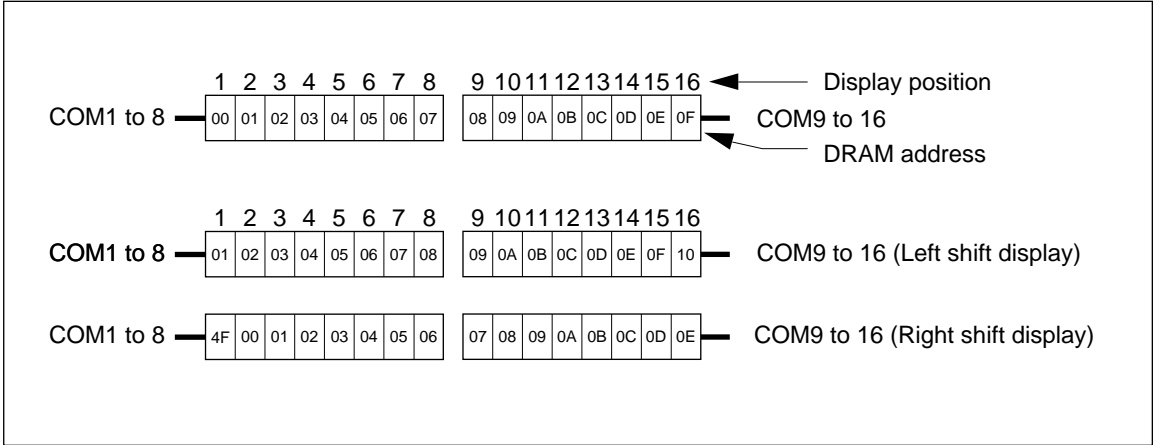 1 2 3 4 5 6 7 8 9 10 11 12 13 14 15 16 Display position
COM1 to 8 00 01 02 03 04 05 06 07 08 09 0A 0B 0C 0D 0E 0F COM9 to 16
DRAM address
1 2 3 4 5 6 7 8 9 10 11 12 13 14 15 16
COM1 to 8 01 02 03 04 05 06 07 08 09 0A 0B 0C 0D 0E 0F 10 COM9 to 16 (Left shift display)
COM1 to 8 4F 00 01 02 03 04 05 06 07 08 09 0A 0B 0C 0D 0E COM9 to 16 (Right shift display)